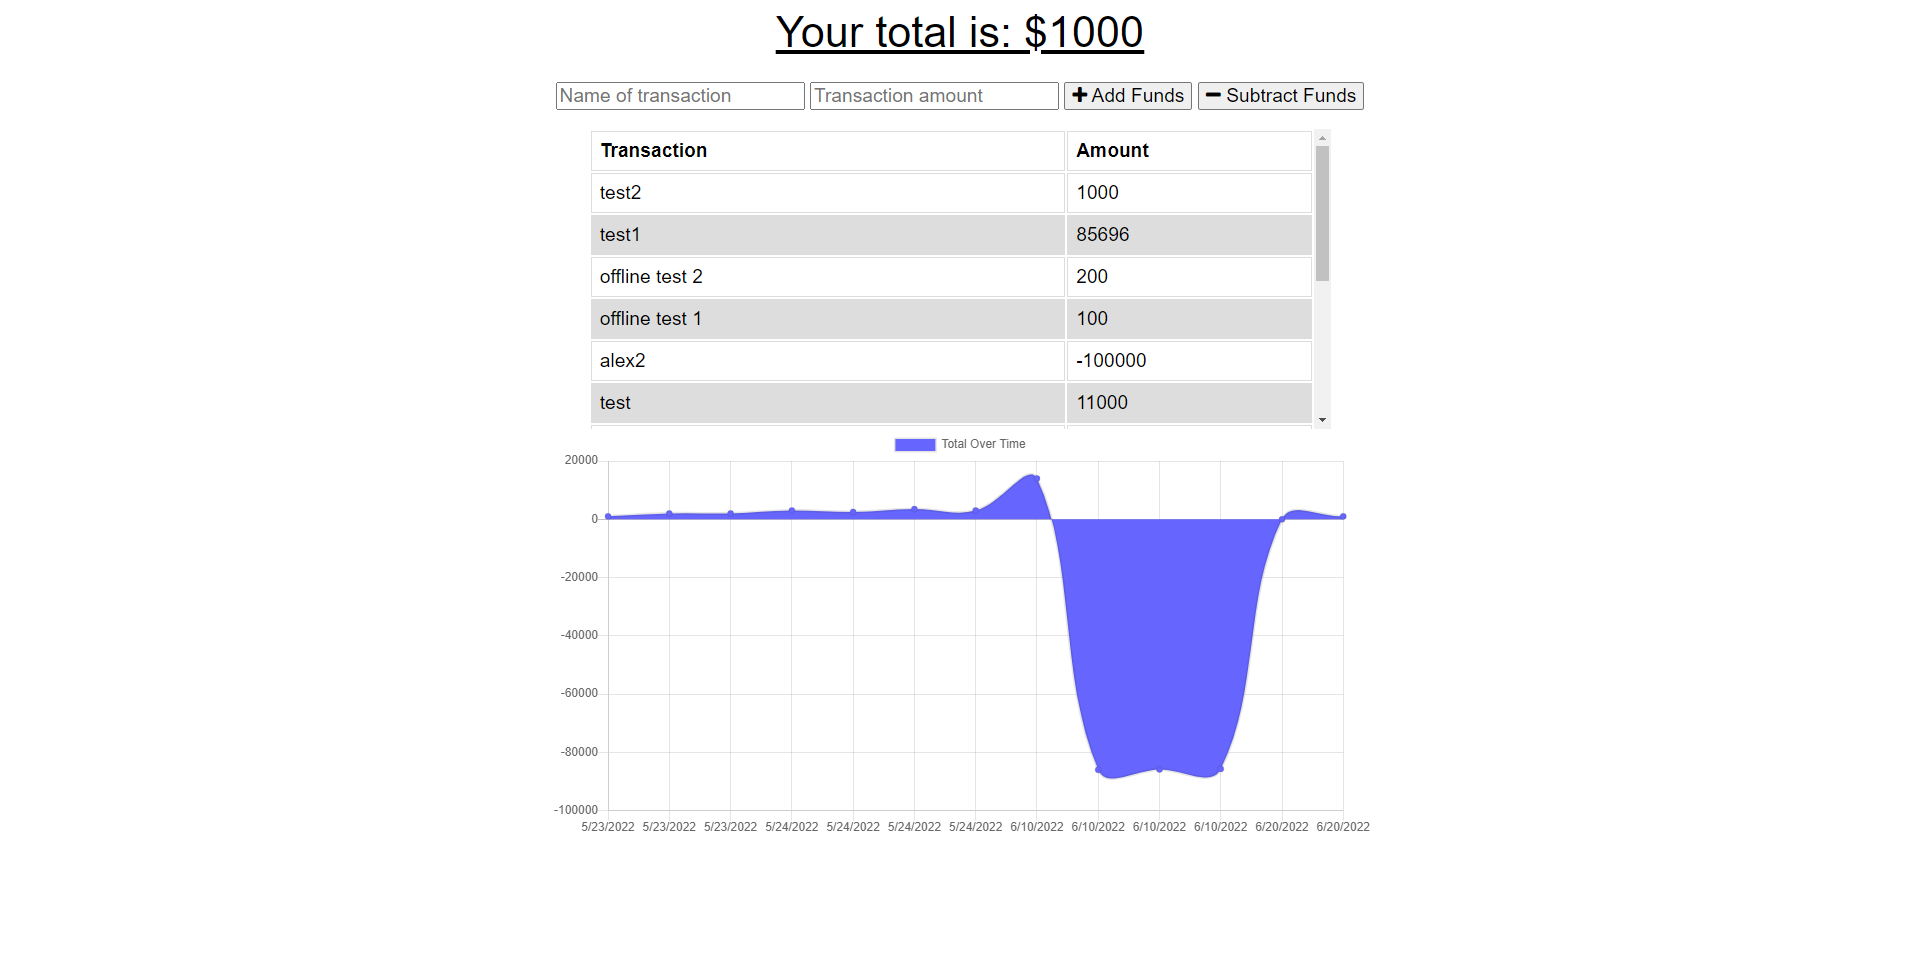 Your total is: $1000
Name of transaction Transaction amount Add Funds Subtract Funds
Transaction Amount
test2 1000
test1 85696
offline test 2 200
offline test 1 100
alex2 -100000
test 11000
Total Over Time
20000
0
-20000
-40000
-60000
-80000
-100000
5/23/2022 5/23/2022 5/23/2022 5/24/2022 5/24/2022 5/24/2022 5/24/2022 6/10/2022 6/10/2022 6/10/2022 6/10/2022 6/20/2022 6/20/2022